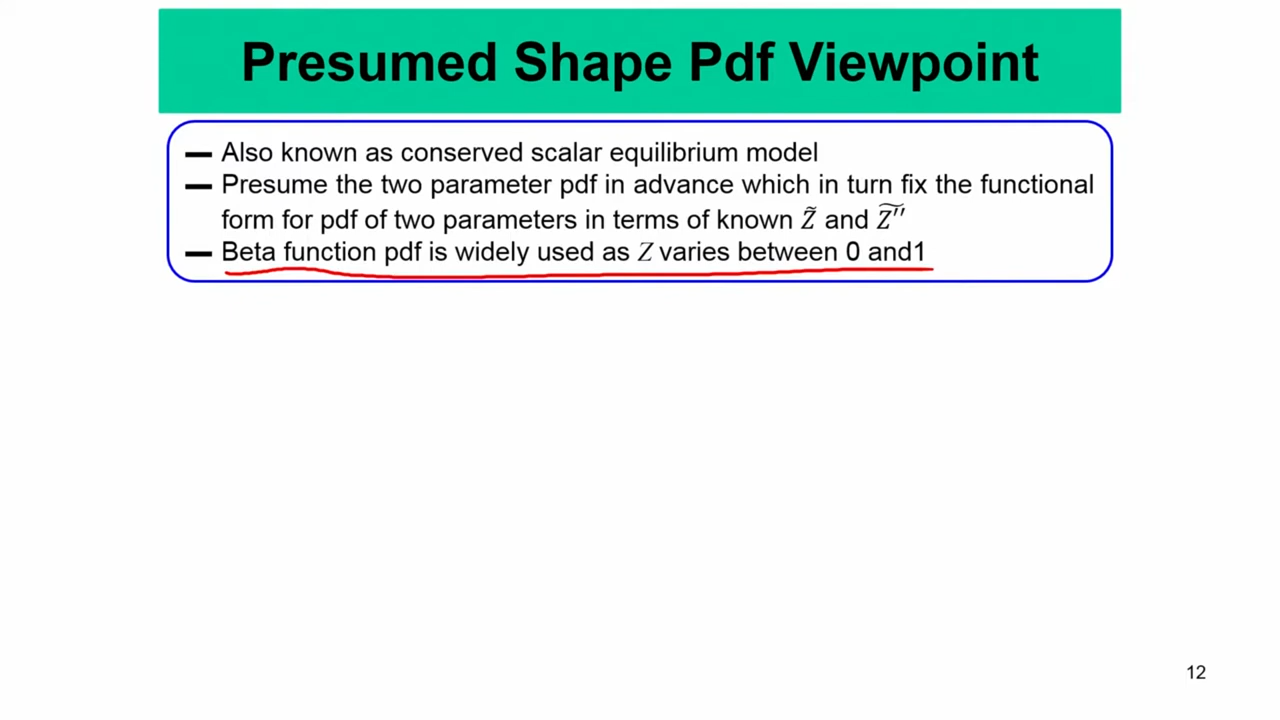 Presumed Shape Pdf Viewpoint
— Also known as conserved scalar equilibrium model
— Presume the two parameter pdf in advance which in turn fix the functional
form for pdf of two parameters in terms of known Z̃ and Z̃′′
— Beta function pdf is widely used as Z varies between 0 and1
12